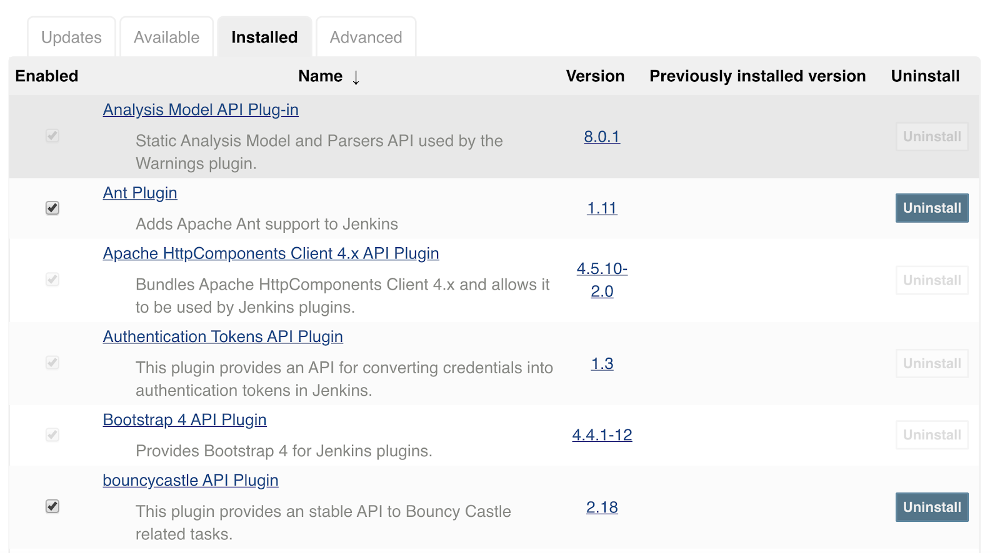 Updates Available Installed Advanced
Enabled Name ↓ Version Previously installed version Uninstall
Analysis Model API Plug-in
Static Analysis Model and Parsers API used by the
Warnings plugin.
8.0.1
Uninstall
Ant Plugin
Adds Apache Ant support to Jenkins
1.11
Uninstall
Apache HttpComponents Client 4.x API Plugin
Bundles Apache HttpComponents Client 4.x and allows it
to be used by Jenkins plugins.
4.5.10-
2.0
Uninstall
Authentication Tokens API Plugin
This plugin provides an API for converting credentials into
authentication tokens in Jenkins.
1.3
Uninstall
Bootstrap 4 API Plugin
Provides Bootstrap 4 for Jenkins plugins.
4.4.1-12
Uninstall
bouncycastle API Plugin
This plugin provides an stable API to Bouncy Castle
related tasks.
2.18
Uninstall